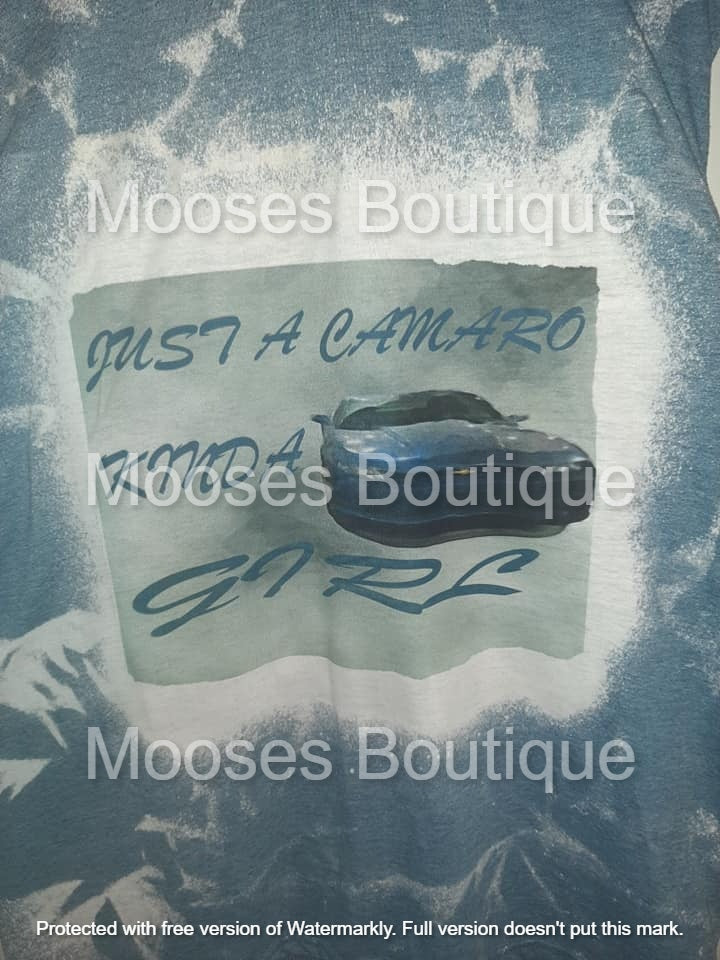 Mooses Boutique
JUST A CAMARO
KINDA
Mooses Boutique
GIRL
Mooses Boutique
Protected with free version of Watermarkly. Full version doesn't put this mark.